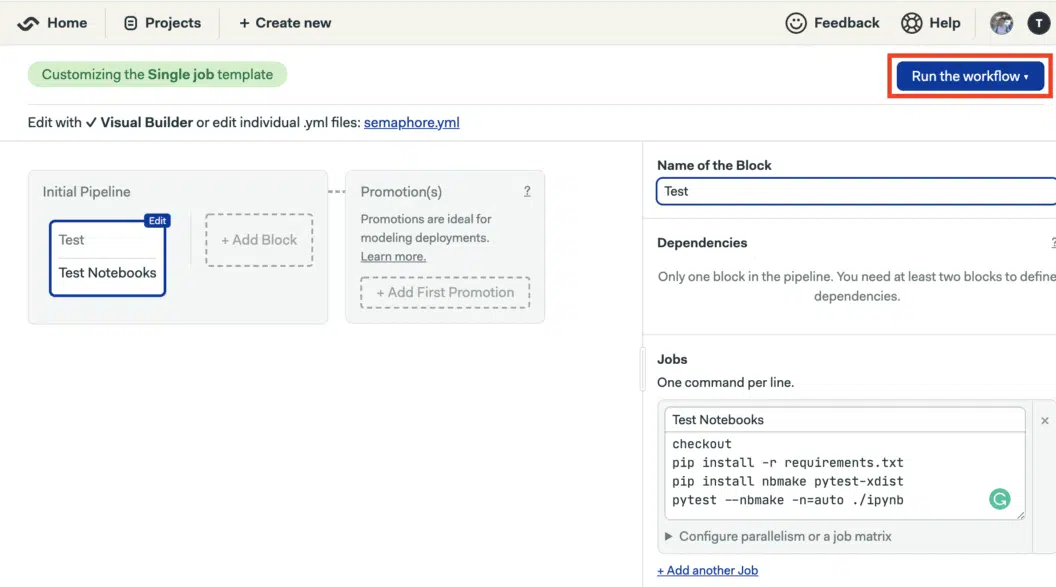 Home
Projects
+ Create new
Feedback
Help
T
Customizing the Single job template
Run the workflow ▾
Edit with ✓ Visual Builder or edit individual .yml files: semaphore.yml
Initial Pipeline
Edit
Test
Test Notebooks
+ Add Block
Promotion(s)
?
Promotions are ideal for
modeling deployments.
Learn more.
+ Add First Promotion
Name of the Block
Test
Dependencies
?
Only one block in the pipeline. You need at least two blocks to define
dependencies.
Jobs
One command per line.
Test Notebooks
×
checkout
pip install -r requirements.txt
pip install nbmake pytest-xdist
pytest --nbmake -n=auto ./ipynb
▶ Configure parallelism or a job matrix
+ Add another Job